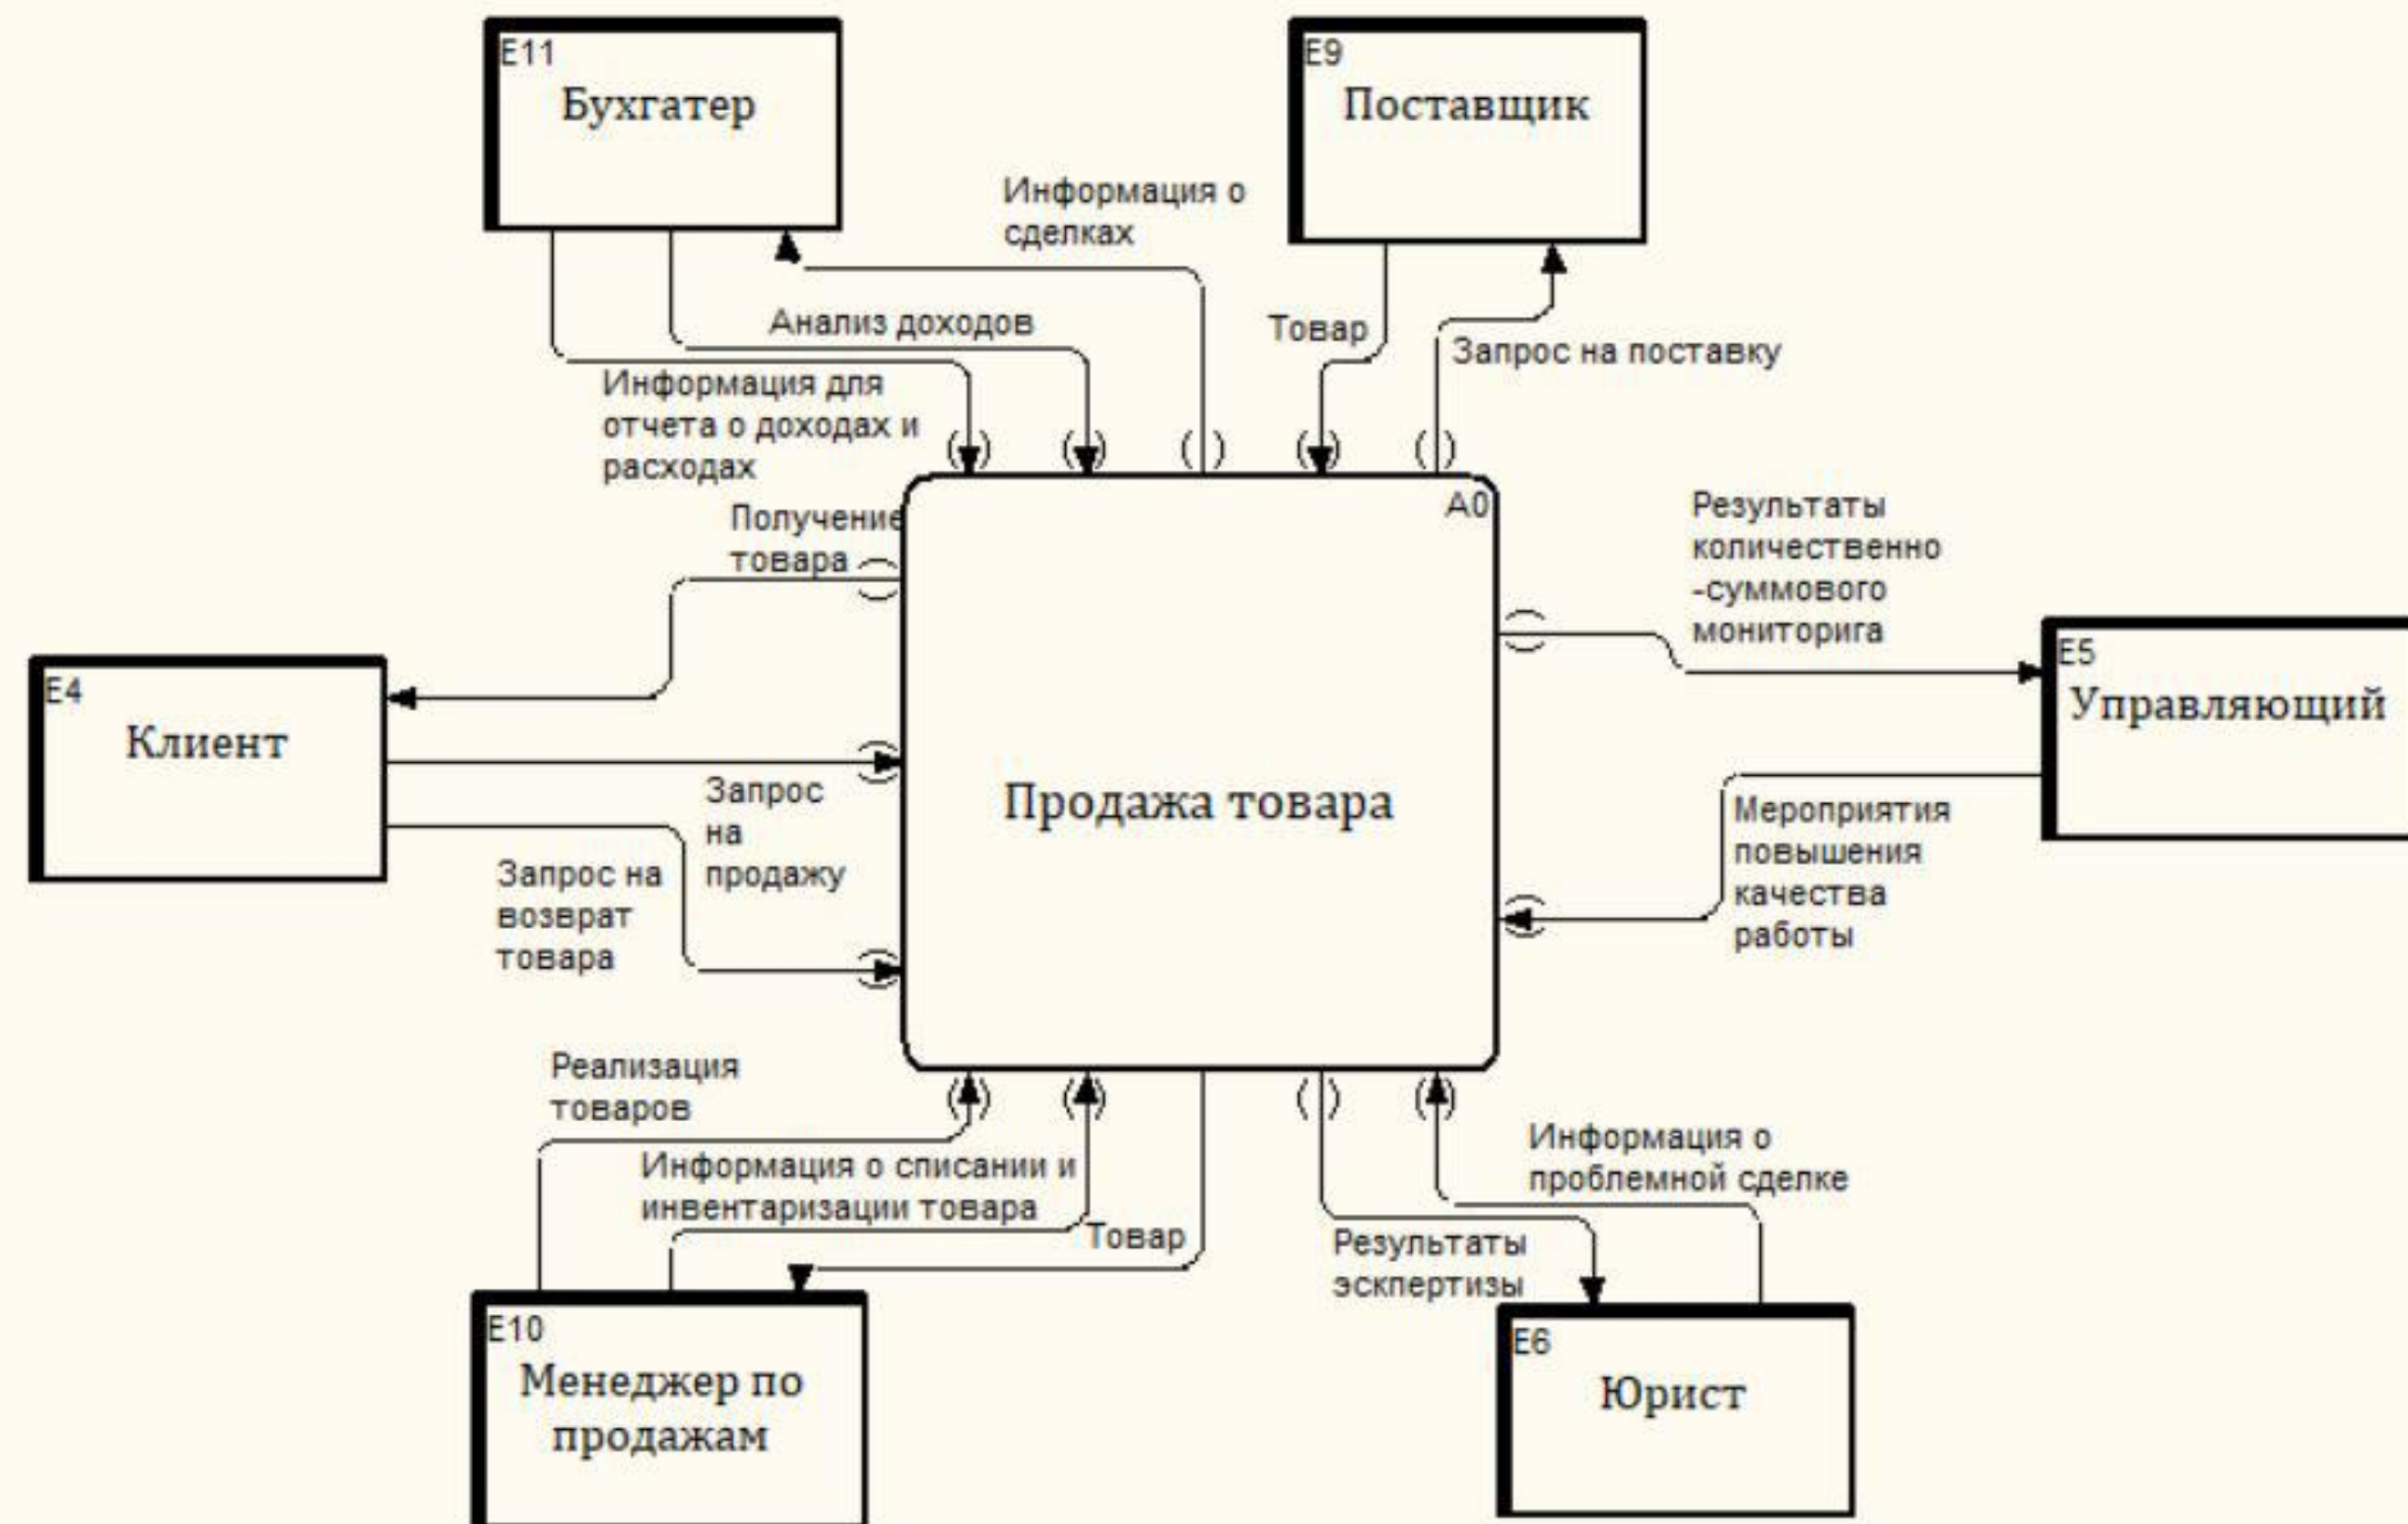 E11
Бухгатер
E9
Поставщик
Информация о
сделках
Анализ доходов
Товар
Запрос на поставку
Информация для
отчета о доходах и
расходах
Получение
товара
A0
Результаты
количественно
-суммового
мониторига
E4
Клиент
E5
Управляющий
Продажа товара
Запрос
на
продажу
Запрос на
возврат
товара
Мероприятия
повышения
качества
работы
Реализация
товаров
Информация о списании и
инвентаризации товара
Товар
Информация о
проблемной сделке
Результаты
эскпертизы
E10
Менеджер по
продажам
E6
Юрист